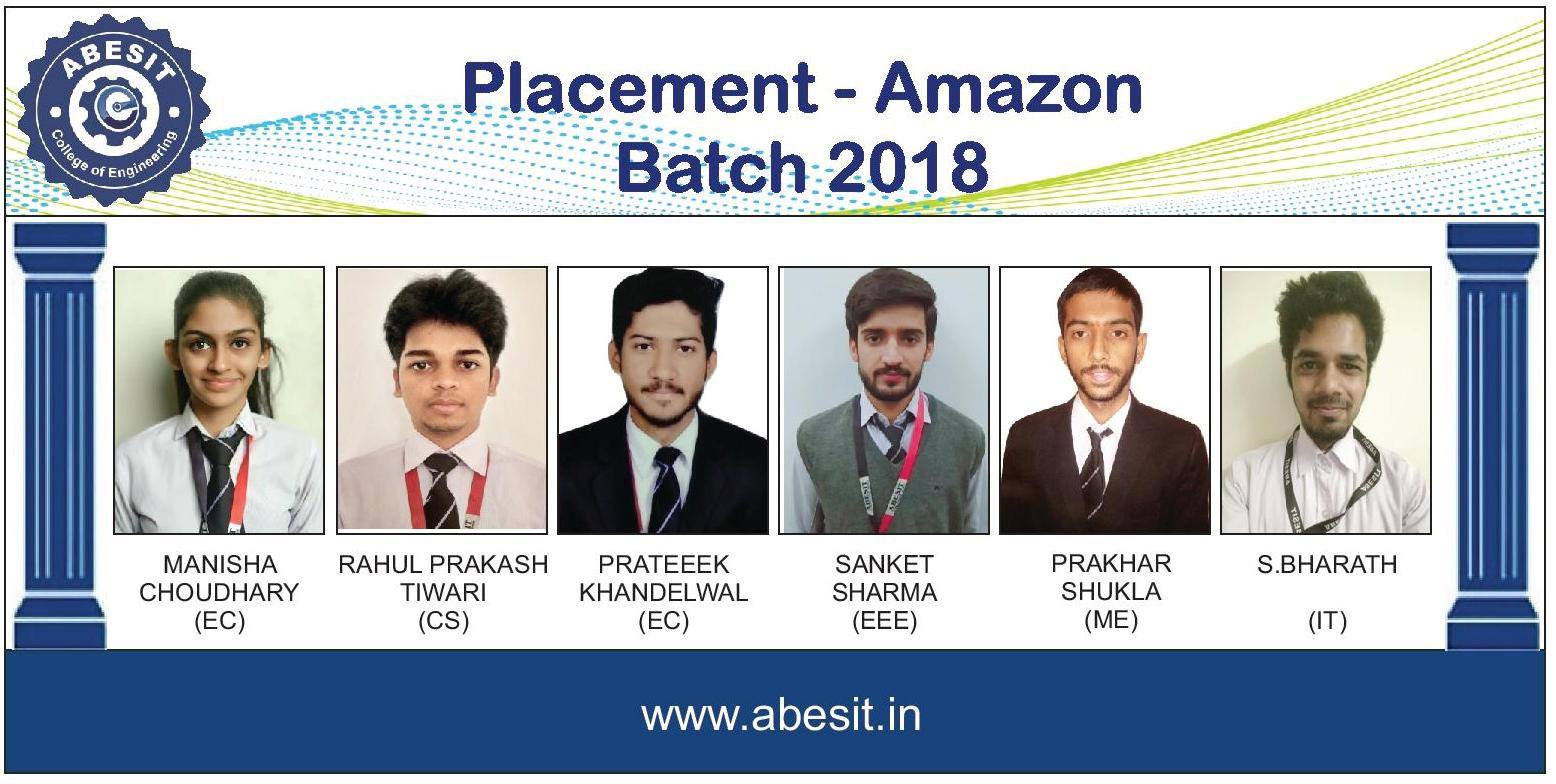 ABESIT
College of Engineering
Placement - Amazon
Batch 2018
MANISHA
CHOUDHARY
(EC)
RAHUL PRAKASH
TIWARI
(CS)
PRATEEEK
KHANDELWAL
(EC)
SANKET
SHARMA
(EEE)
PRAKHAR
SHUKLA
(ME)
S.BHARATH
(IT)
ABESIT
www.abesit.in